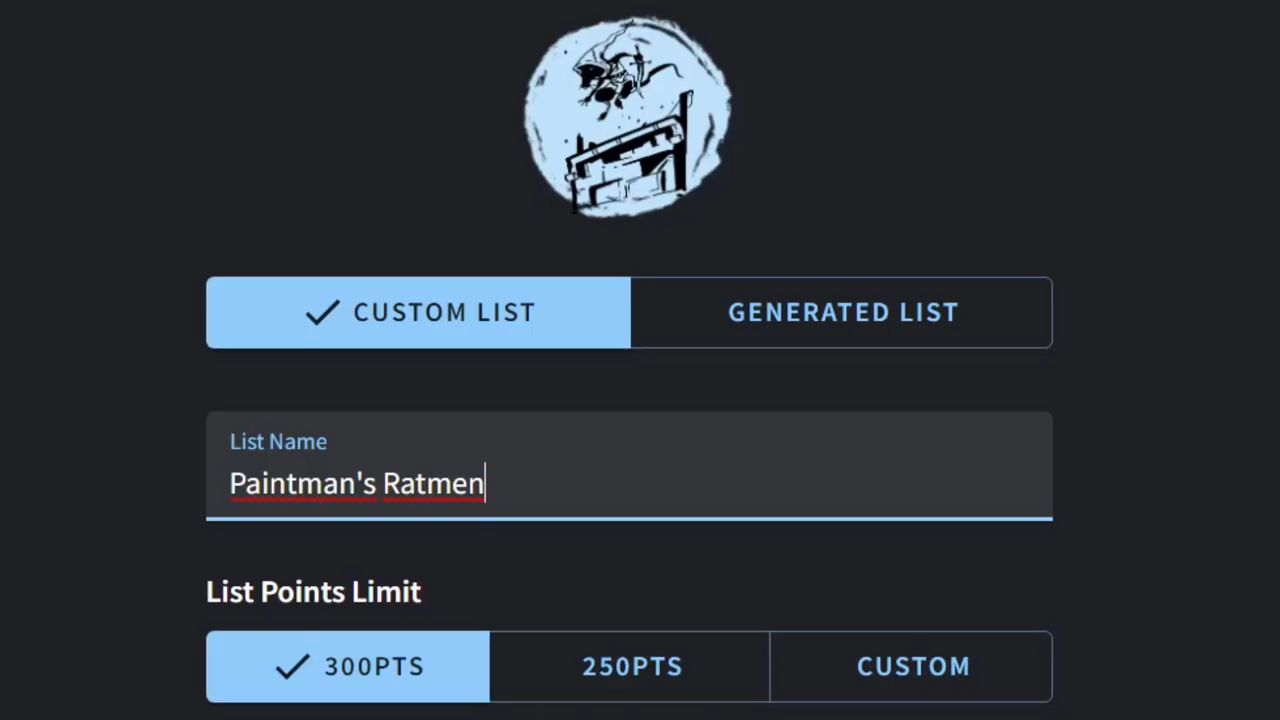 CUSTOM LIST GENERATED LIST
List Name
Paintman's Ratmen
List Points Limit
300PTS 250PTS CUSTOM